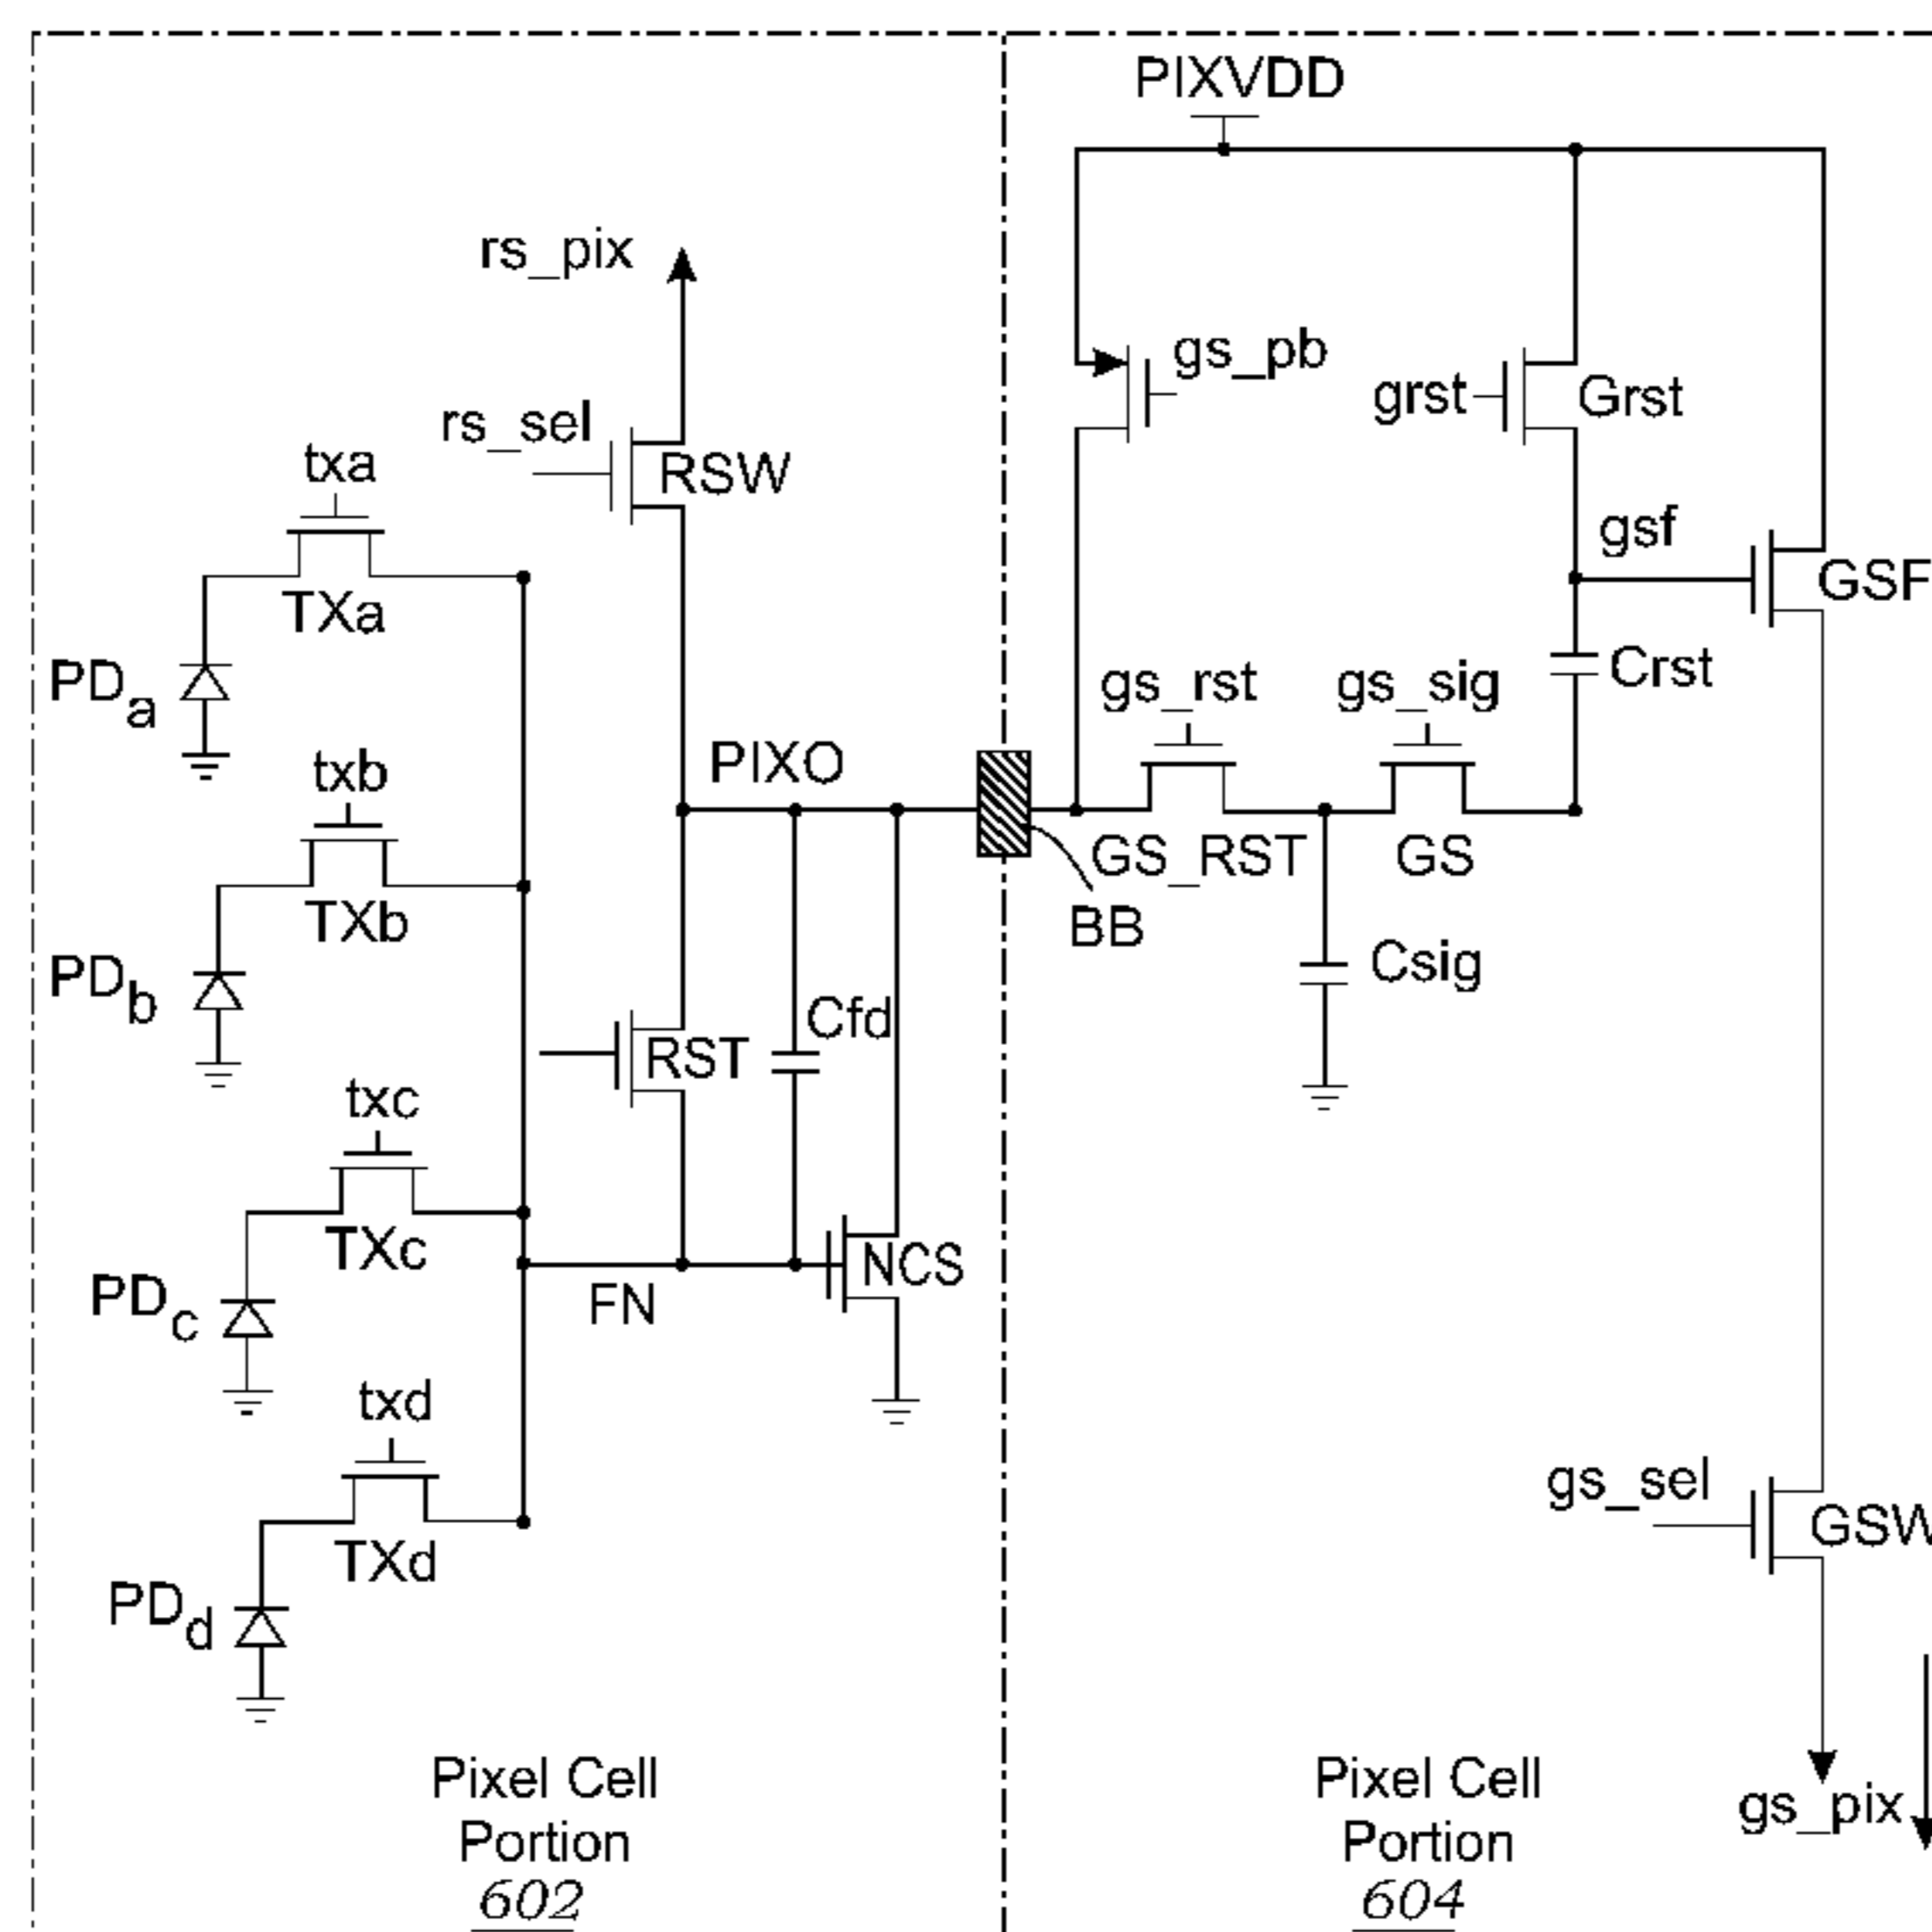 PIXVDD
rs_pix
gs_pb
grst
Grst
rs_sel
RSW
txa
gsf
GSF
TXa
PDa
Crst
gs_rst
gs_sig
txb
PIXO
GS_RST
GS
TXb
BB
PDb
Csig
Cfd
RST
txc
TXc
NCS
PDc
FN
txd
gs_sel
GSW
TXd
PDd
gs_pix
Pixel Cell
Portion
602
Pixel Cell
Portion
604